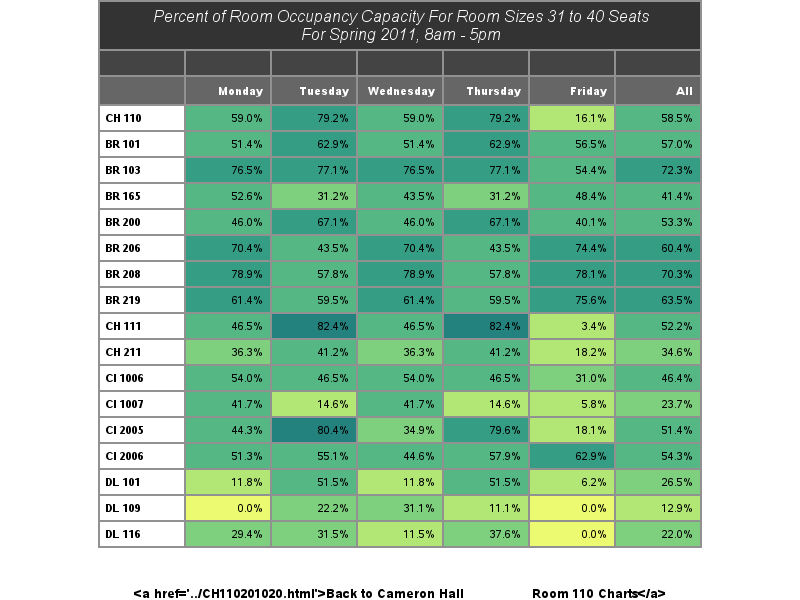 Percent of Room Occupancy Capacity For Room Sizes 31 to 40 Seats
For Spring 2011, 8am - 5pm
Monday Tuesday Wednesday Thursday Friday All
CH 110 59.0% 79.2% 59.0% 79.2% 16.1% 58.5%
BR 101 51.4% 62.9% 51.4% 62.9% 56.5% 57.0%
BR 103 76.5% 77.1% 76.5% 77.1% 54.4% 72.3%
BR 165 52.6% 31.2% 43.5% 31.2% 48.4% 41.4%
BR 200 46.0% 67.1% 46.0% 67.1% 40.1% 53.3%
BR 206 70.4% 43.5% 70.4% 43.5% 74.4% 60.4%
BR 208 78.9% 57.8% 78.9% 57.8% 78.1% 70.3%
BR 219 61.4% 59.5% 61.4% 59.5% 75.6% 63.5%
CH 111 46.5% 82.4% 46.5% 82.4% 3.4% 52.2%
CH 211 36.3% 41.2% 36.3% 41.2% 18.2% 34.6%
CI 1006 54.0% 46.5% 54.0% 46.5% 31.0% 46.4%
CI 1007 41.7% 14.6% 41.7% 14.6% 5.8% 23.7%
CI 2005 44.3% 80.4% 34.9% 79.6% 18.1% 51.4%
CI 2006 51.3% 55.1% 44.6% 57.9% 62.9% 54.3%
DL 101 11.8% 51.5% 11.8% 51.5% 6.2% 26.5%
DL 109 0.0% 22.2% 31.1% 11.1% 0.0% 12.9%
DL 116 29.4% 31.5% 11.5% 37.6% 0.0% 22.0%
<a href='../CH110201020.html'>Back to Cameron Hall Room 110 Charts</a>